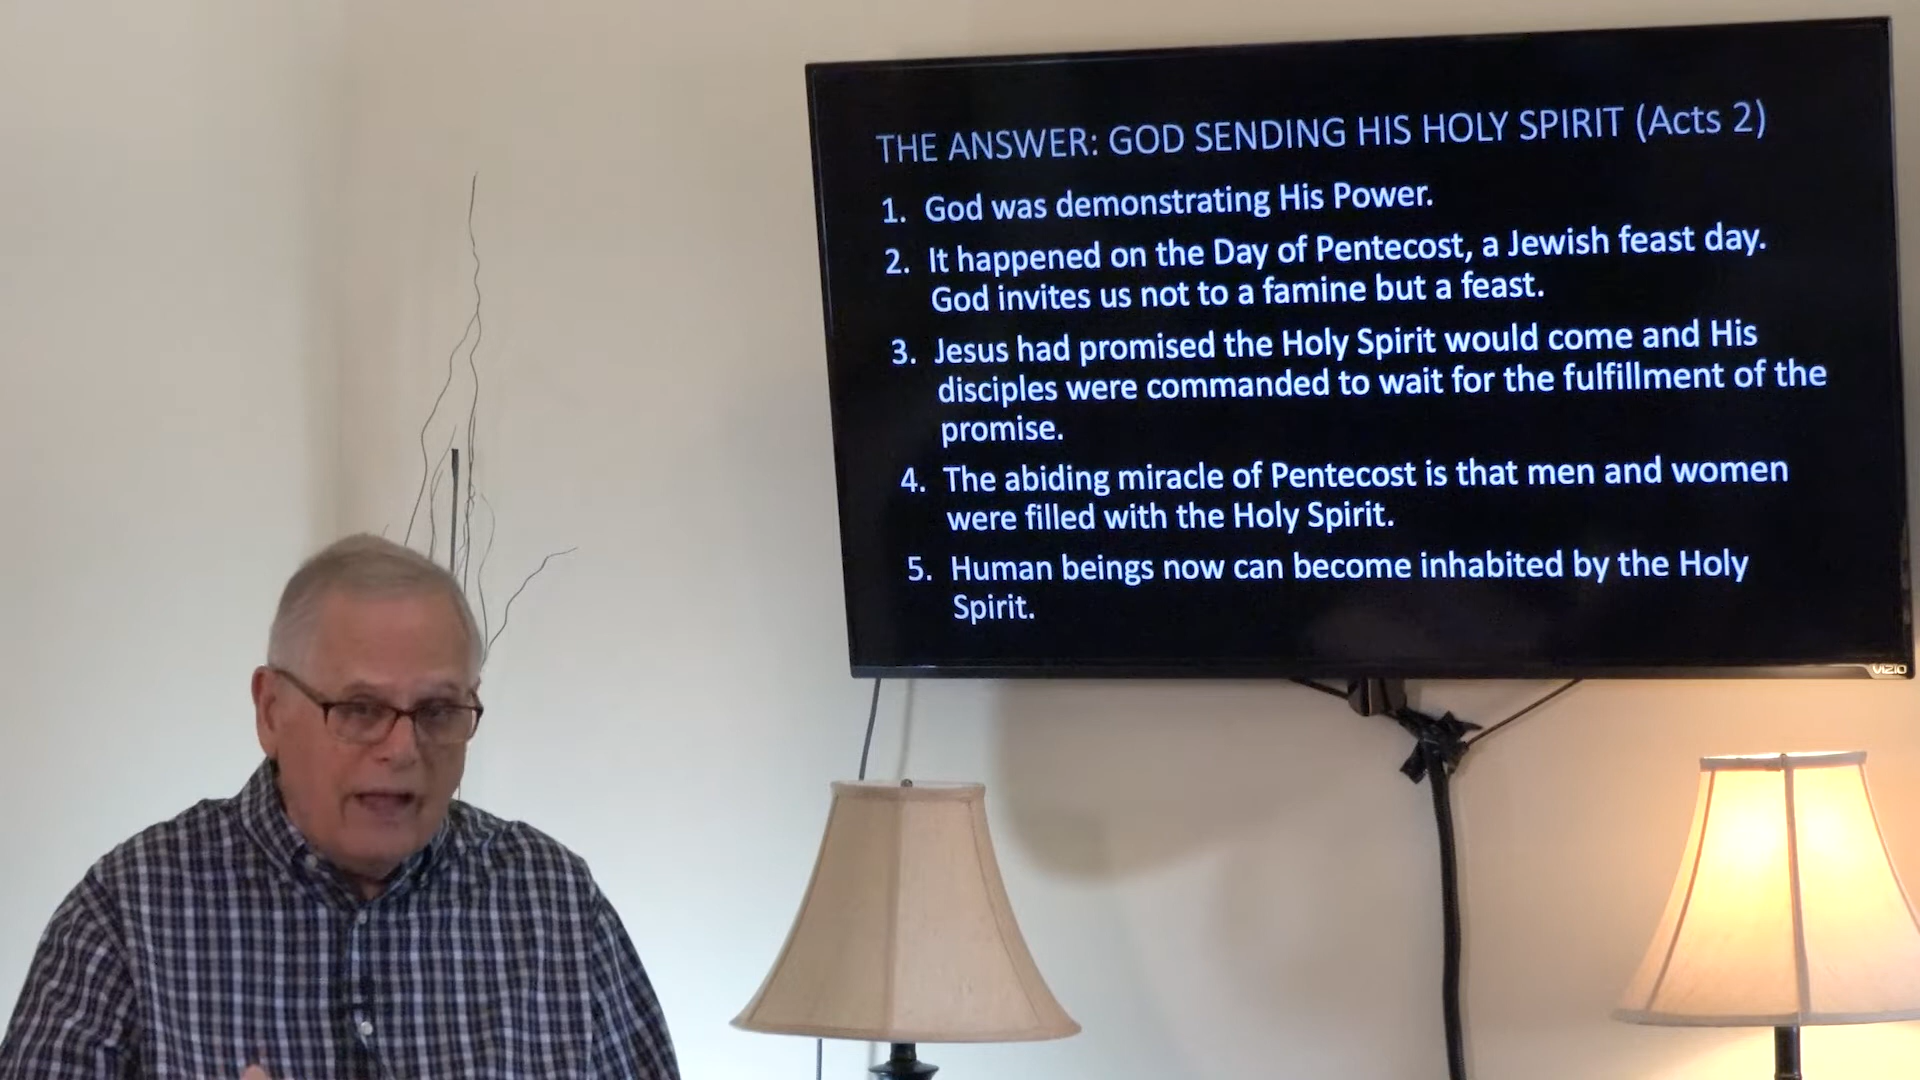 THE ANSWER: GOD SENDING HIS HOLY SPIRIT (Acts 2)
1. God was demonstrating His Power.
2. It happened on the Day of Pentecost, a Jewish feast day.
God invites us not to a famine but a feast.
3. Jesus had promised the Holy Spirit would come and His
disciples were commanded to wait for the fulfillment of the
promise.
4. The abiding miracle of Pentecost is that men and women
were filled with the Holy Spirit.
5. Human beings now can become inhabited by the Holy
Spirit.
VIZIO